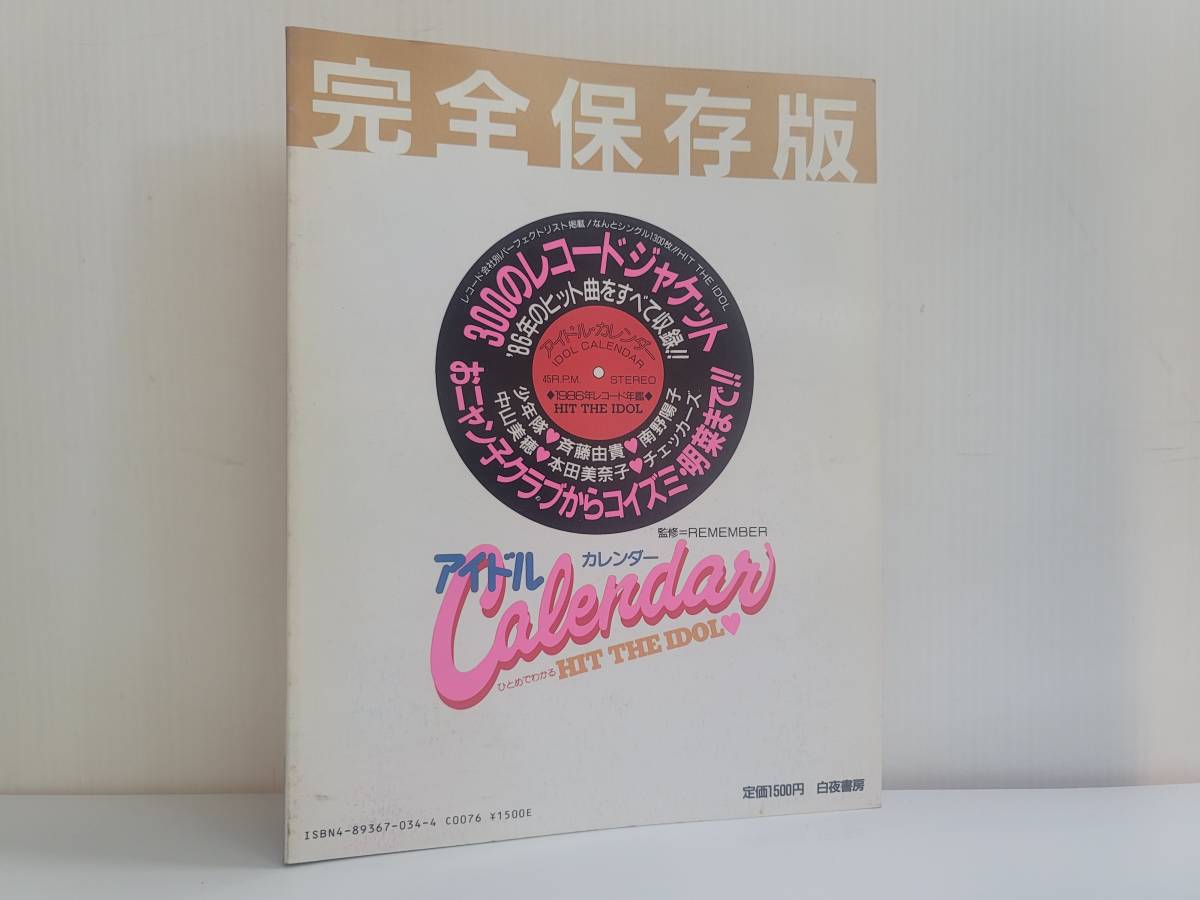 完全保存版
レコード会社別パーフェクトリスト掲載!なんとシングル1300枚!!HIT THE IDOL
300のレコードジャケット
'86年のヒット曲をすべて収録!!
アイドル・カレンダー
IDOL CALENDAR
45R.P.M. STEREO
◆1986年レコード年鑑◆
HIT THE IDOL
少年隊♥斉藤由貴♥南野陽子
中山美穂♥本田美奈子♥チェッカーズ
おニャン子クラブからコイズミ・明菜まで!!
監修=REMEMBER
アイドル カレンダー
Calendar
ひとめでわかる HIT THE IDOL♥
定価1500円 白夜書房
ISBN4-89367-034-4 C0076 ¥1500E